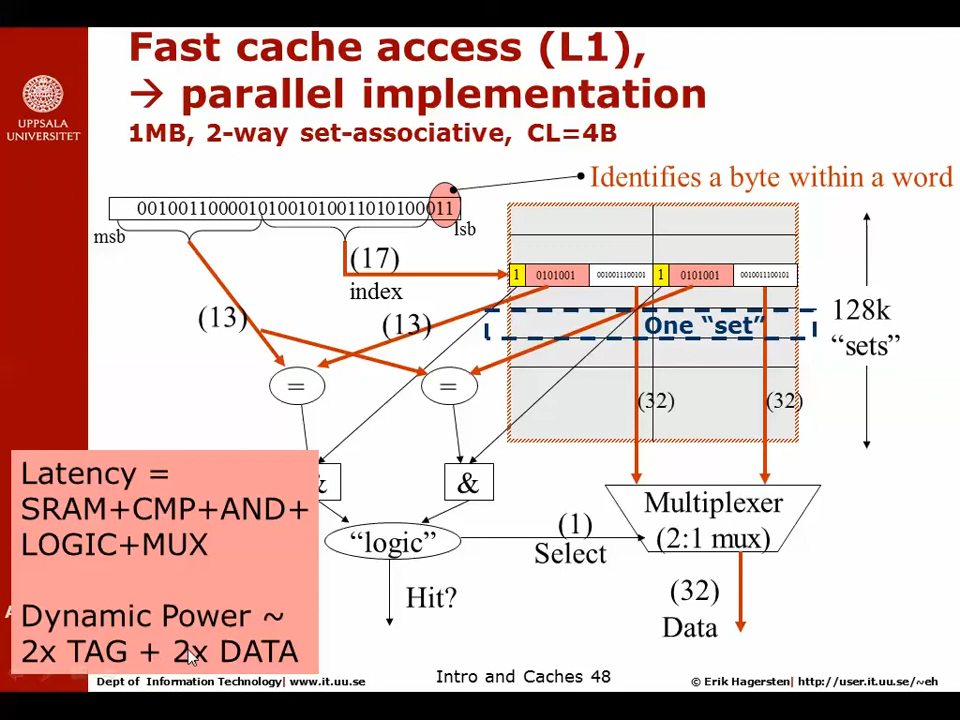 Fast cache access (L1),
→ parallel implementation
1MB, 2-way set-associative, CL=4B
UPPSALA
UNIVERSITET
Identifies a byte within a word
00100110000101001010011010100011
msb
lsb
(17)
index
1 0101001 0010011100101 1 0101001 0010011100101
(13)
(13)
One “set”
128k
“sets”
=
=
(32)
(32)
&
&
Latency =
SRAM+CMP+AND+
LOGIC+MUX
Dynamic Power ~
2x TAG + 2x DATA
“logic”
(1)
Select
Multiplexer
(2:1 mux)
Hit?
(32)
Data
Dept of Information Technology| www.it.uu.se
Intro and Caches 48
© Erik Hagersten| http://user.it.uu.se/~eh